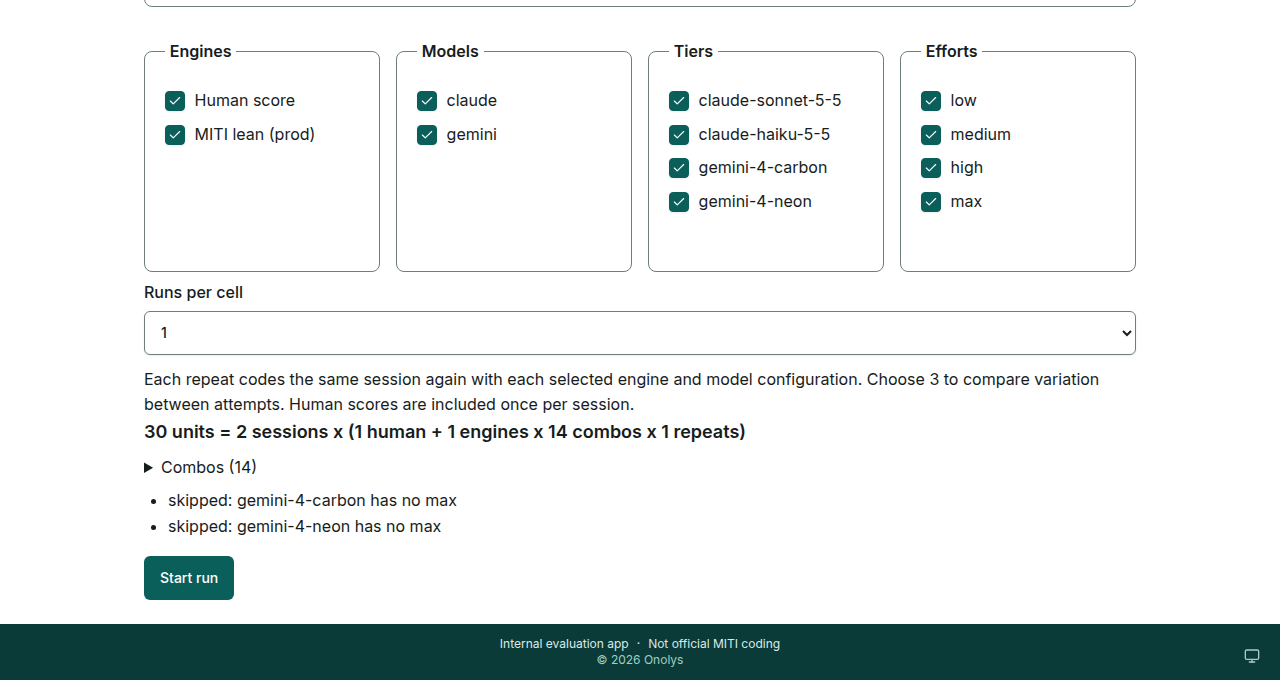 Engines
Human score
MITI lean (prod)
Models
claude
gemini
Tiers
claude-sonnet-5-5
claude-haiku-5-5
gemini-4-carbon
gemini-4-neon
Efforts
low
medium
high
max
Runs per cell
1
Each repeat codes the same session again with each selected engine and model configuration. Choose 3 to compare variation
between attempts. Human scores are included once per session.
30 units = 2 sessions x (1 human + 1 engines x 14 combos x 1 repeats)
Combos (14)
skipped: gemini-4-carbon has no max
skipped: gemini-4-neon has no max
Start run
Internal evaluation app · Not official MITI coding
© 2026 Onolys